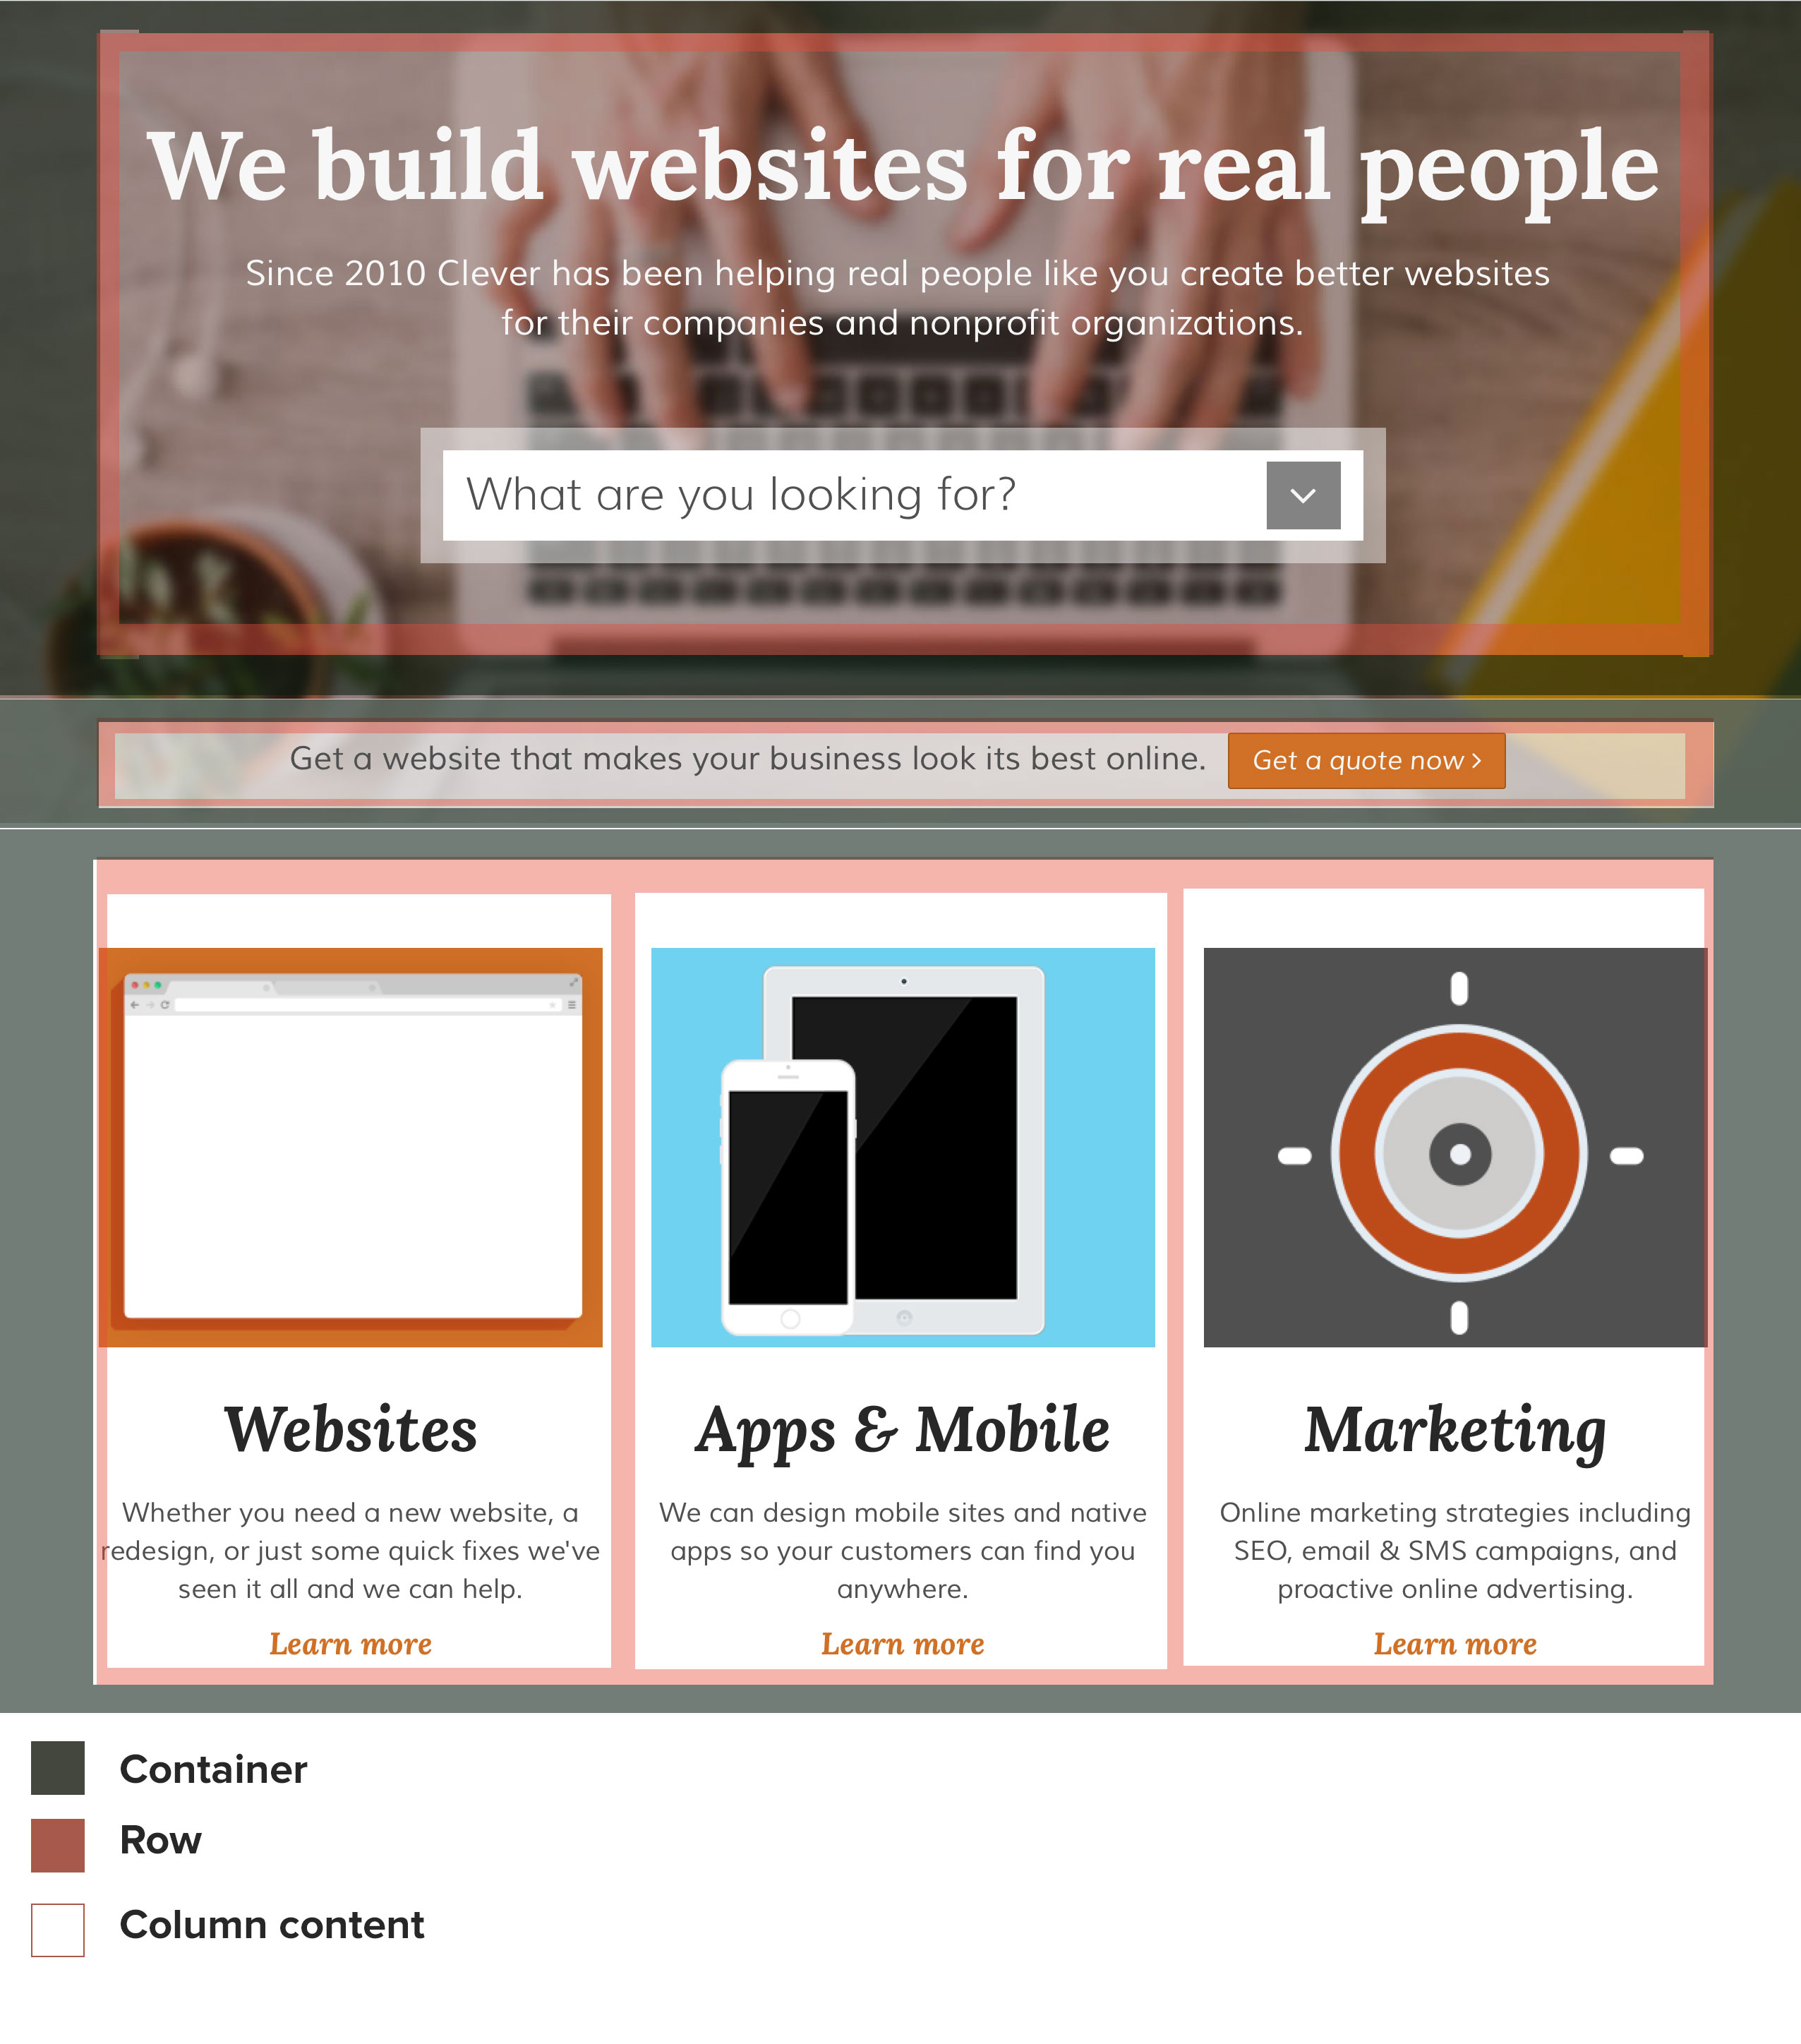 We build websites for real people
Since 2010 Clever has been helping real people like you create better websites
for their companies and nonprofit organizations.
What are you looking for?
Get a website that makes your business look its best online.
Get a quote now
Websites
Whether you need a new website, a
redesign, or just some quick fixes we've
seen it all and we can help.
Learn more
Apps & Mobile
We can design mobile sites and native
apps so your customers can find you
anywhere.
Learn more
Marketing
Online marketing strategies including
SEO, email & SMS campaigns, and
proactive online advertising.
Learn more
Container
Row
Column content